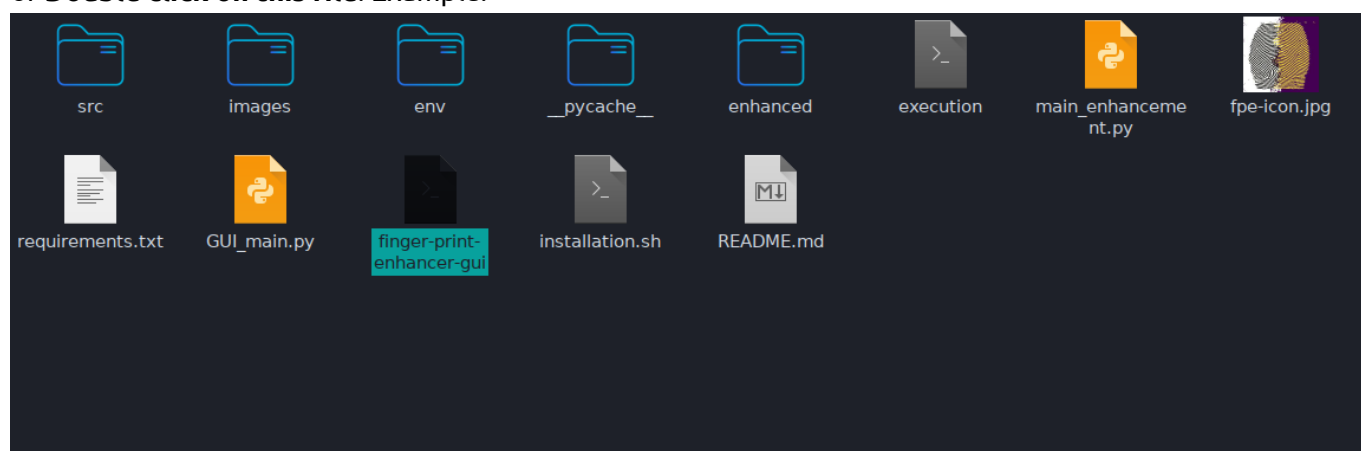 src images env __pycache__ enhanced execution main_enhanceme fpe-icon.jpg
nt.py
requirements.txt GUI_main.py finger-print- installation.sh README.md
enhancer-gui